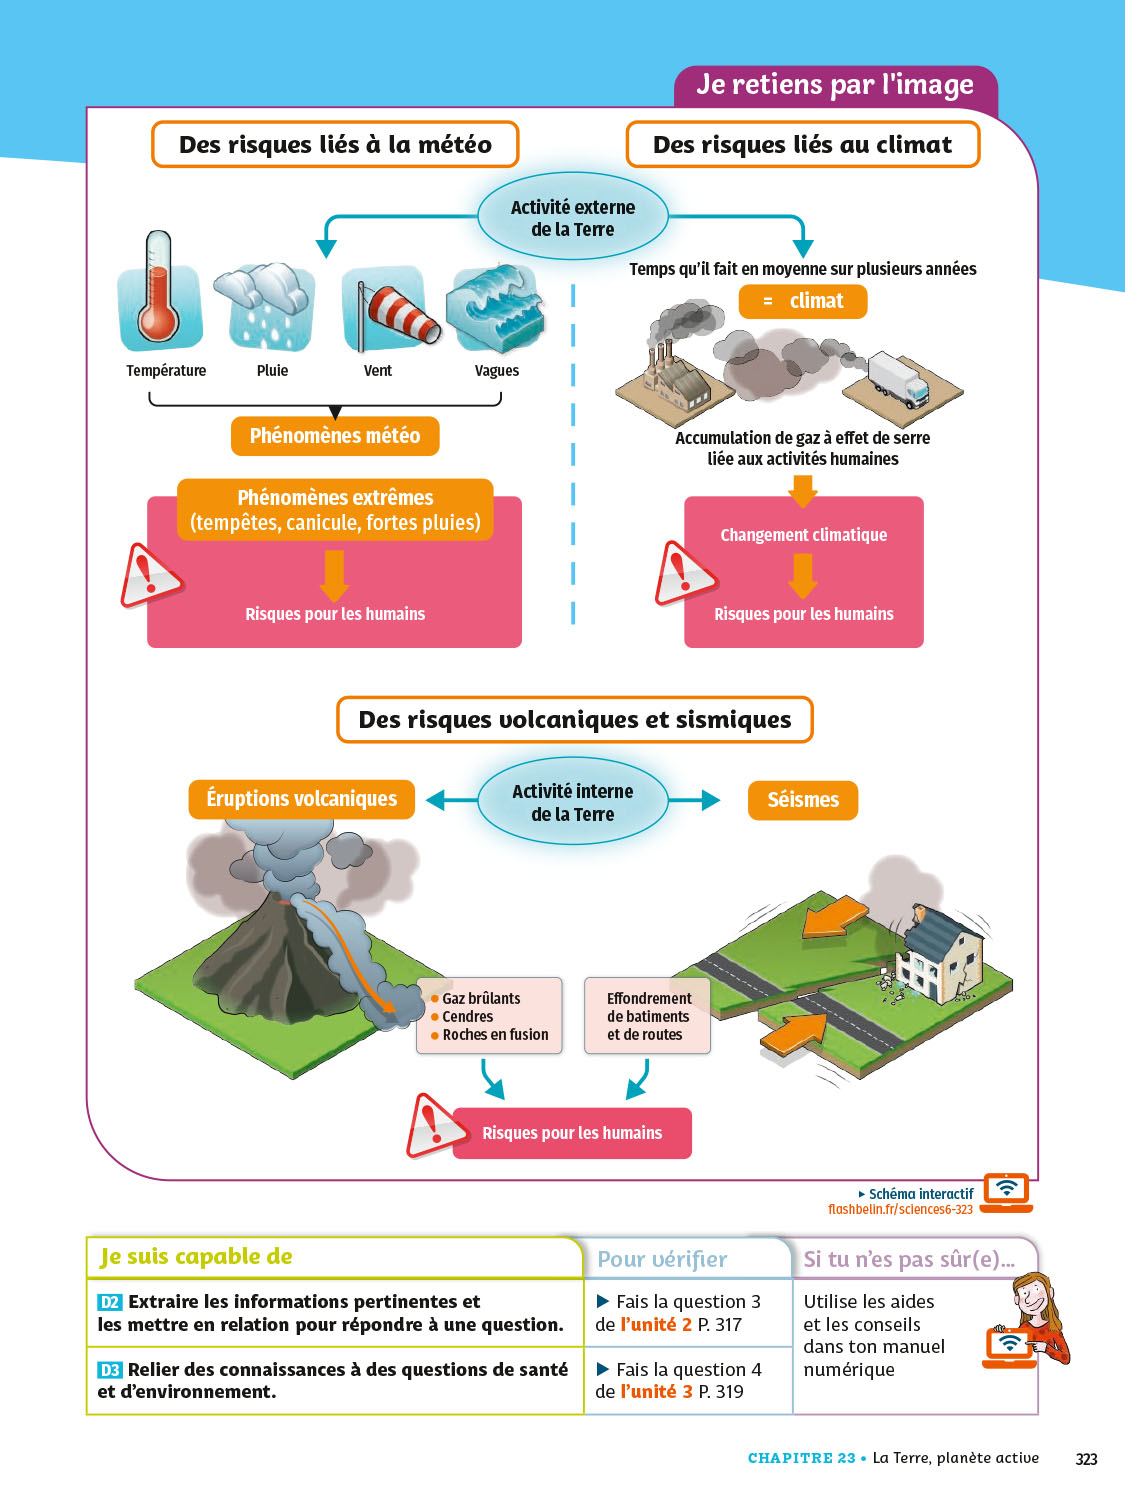 Je retiens par l'image
Des risques liés à la météo
Des risques liés au climat
Activité externe
de la Terre
Température
Pluie
Vent
Vagues
Phénomènes météo
Phénomènes extrêmes
(tempêtes, canicule, fortes pluies)
Risques pour les humains
Temps qu'il fait en moyenne sur plusieurs années
= climat
Accumulation de gaz à effet de serre
liée aux activités humaines
Changement climatique
Risques pour les humains
Des risques volcaniques et sismiques
Éruptions volcaniques
Activité interne
de la Terre
Séismes
• Gaz brûlants
• Cendres
• Roches en fusion
Effondrement
de batiments
et de routes
Risques pour les humains
▸ Schéma interactif
flashbelin.fr/sciences6-323
Je suis capable de
Pour vérifier
Si tu n'es pas sûr(e)...
D2 Extraire les informations pertinentes et
les mettre en relation pour répondre à une question.
▶ Fais la question 3
de l'unité 2 P. 317
Utilise les aides
et les conseils
dans ton manuel
numérique
D3 Relier des connaissances à des questions de santé
et d'environnement.
▶ Fais la question 4
de l'unité 3 P. 319
CHAPITRE 23 • La Terre, planète active 323